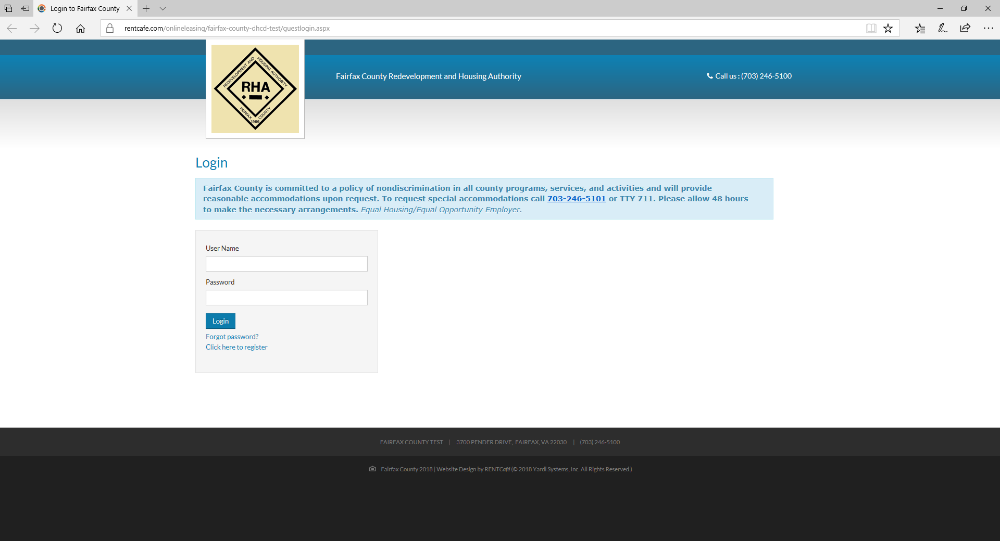 Login to Fairfax County
rentcafe.com/onlineleasing/fairfax-county-dhcd-test/guestlogin.aspx
REDEVELOPMENT AND HOUSING AUTHORITY
RHA
FAIRFAX COUNTY
1966
Fairfax County Redevelopment and Housing Authority
Call us : (703) 246-5100
Login
Fairfax County is committed to a policy of nondiscrimination in all county programs, services, and activities and will provide
reasonable accommodations upon request. To request special accommodations call 703-246-5101 or TTY 711. Please allow 48 hours
to make the necessary arrangements. Equal Housing/Equal Opportunity Employer.
User Name
Password
Login
Forgot password?
Click here to register
FAIRFAX COUNTY TEST | 3700 PENDER DRIVE, FAIRFAX, VA 22030 | (703) 246-5100
Fairfax County 2018 | Website Design by RENTCafé (© 2018 Yardi Systems, Inc. All Rights Reserved.)